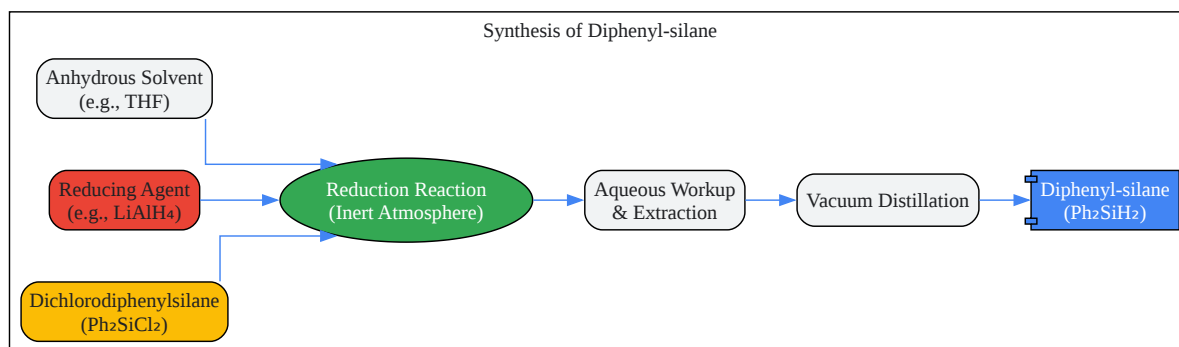 Synthesis of Diphenyl-silane
Anhydrous Solvent
(e.g., THF)
Reducing Agent
(e.g., LiAlH₄)
Dichlorodiphenylsilane
(Ph₂SiCl₂)
Reduction Reaction
(Inert Atmosphere)
Aqueous Workup
& Extraction
Vacuum Distillation
Diphenyl-silane
(Ph₂SiH₂)